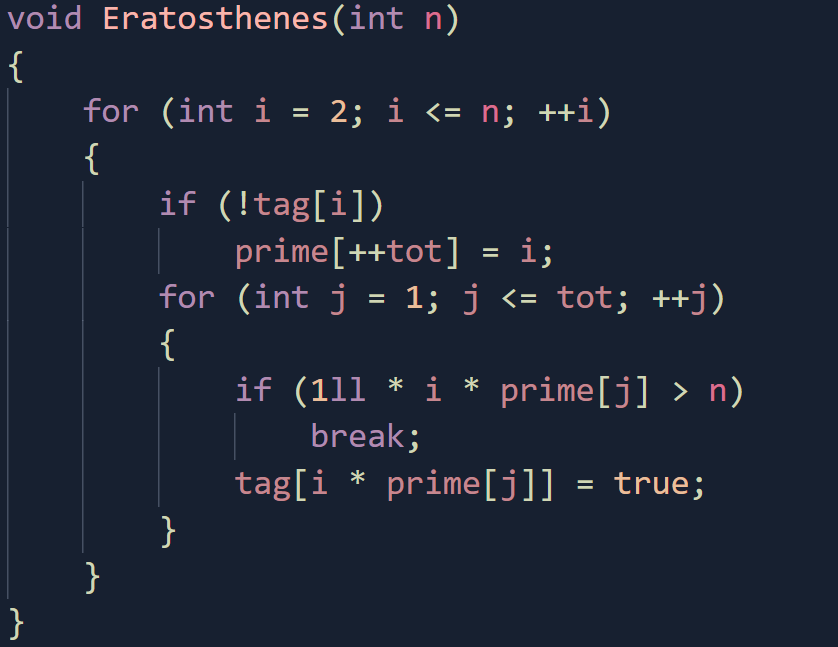 void Eratosthenes(int n)
{
    for (int i = 2; i <= n; ++i)
    {
        if (!tag[i])
            prime[++tot] = i;
        for (int j = 1; j <= tot; ++j)
        {
            if (1ll * i * prime[j] > n)
                break;
            tag[i * prime[j]] = true;
        }
    }
}